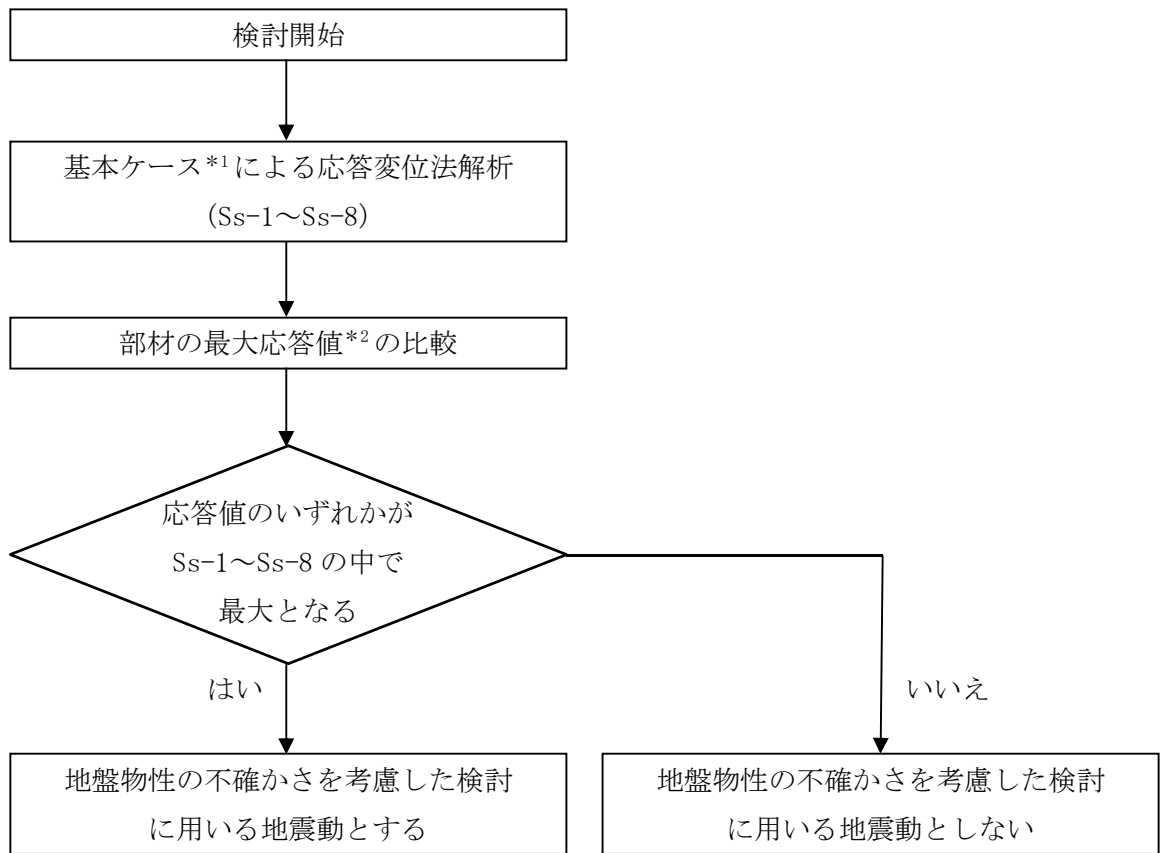 検討開始
基本ケース*1による応答変位法解析
(Ss-1～Ss-8)
部材の最大応答値*2の比較
応答値のいずれかが
Ss-1～Ss-8 の中で
最大となる
はい
いいえ
地盤物性の不確かさを考慮した検討
に用いる地震動とする
地盤物性の不確かさを考慮した検討
に用いる地震動としない